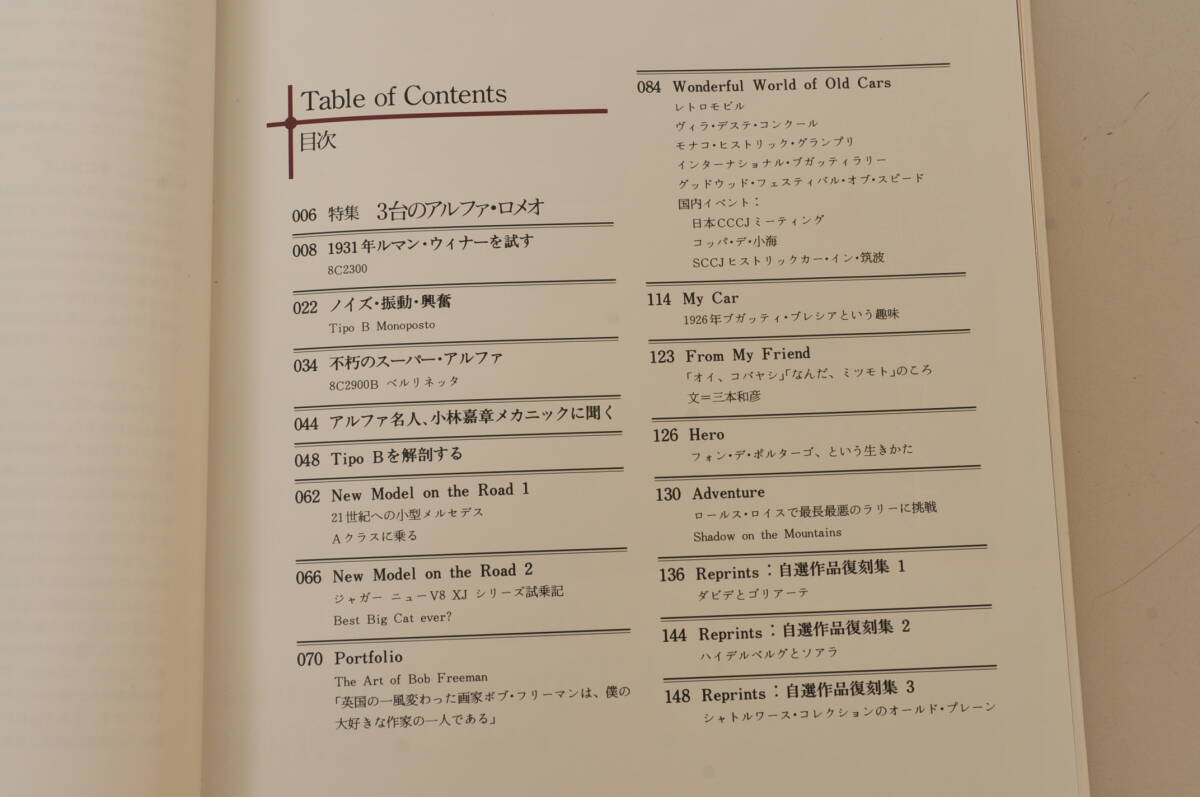 Table of Contents
目次
006 特集 3台のアルファ・ロメオ
008 1931年ルマン・ウィナーを試す
8C2300
022 ノイズ・振動・興奮
Tipo B Monoposto
034 不朽のスーパー・アルファ
8C2900B ベルリネッタ
044 アルファ名人、小林嘉章メカニックに聞く
048 Tipo Bを解剖する
062 New Model on the Road 1
21世紀への小型メルセデス
Aクラスに乗る
066 New Model on the Road 2
ジャガー ニューV8 XJ シリーズ試乗記
Best Big Cat ever?
070 Portfolio
The Art of Bob Freeman
「英国の一風変わった画家ボブ・フリーマンは、僕の
大好きな作家の一人である」
084 Wonderful World of Old Cars
レトロモビル
ヴィラ・デステ・コンクール
モナコ・ヒストリック・グランプリ
インターナショナル・ブガッティラリー
グッドウッド・フェスティバル・オブ・スピード
国内イベント：
日本CCCJミーティング
コッパ・デ・小海
SCCJヒストリックカー・イン・筑波
114 My Car
1926年ブガッティ・ブレシアという趣味
123 From My Friend
「オイ、コバヤシ」「なんだ、ミツモト」のころ
文＝三本和彦
126 Hero
フォン・デ・ポルターゴ、という生きかた
130 Adventure
ロールス・ロイスで最長最悪のラリーに挑戦
Shadow on the Mountains
136 Reprints：自選作品復刻集 1
ダビデとゴリアーテ
144 Reprints：自選作品復刻集 2
ハイデルベルグとソアラ
148 Reprints：自選作品復刻集 3
シャトルワース・コレクションのオールド・プレーン